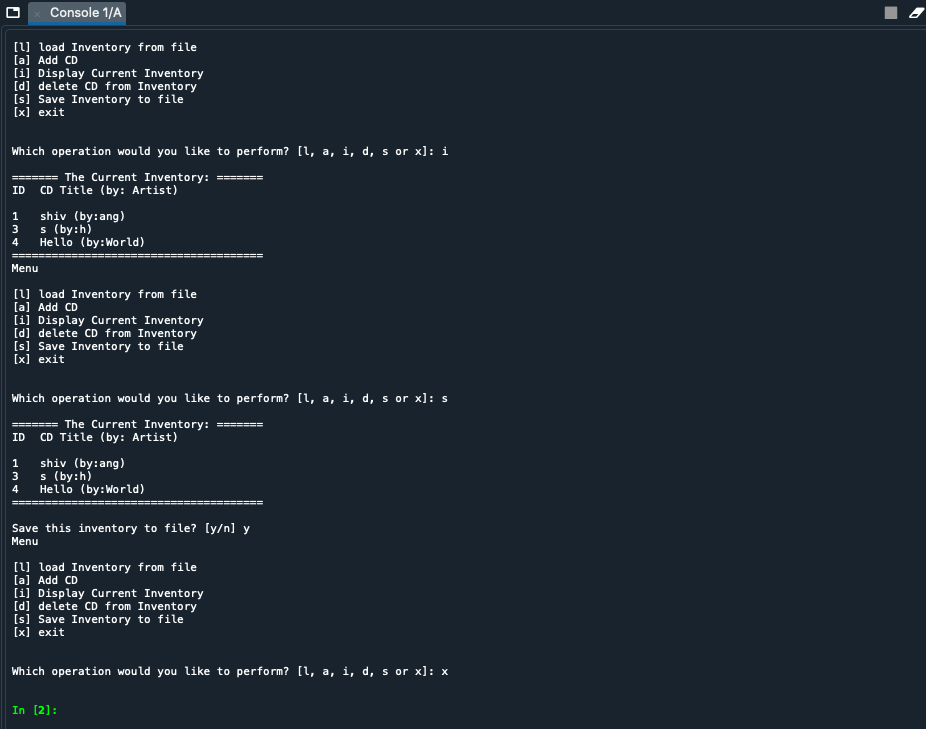 Console 1/A
[l] load Inventory from file
[a] Add CD
[i] Display Current Inventory
[d] delete CD from Inventory
[s] Save Inventory to file
[x] exit
Which operation would you like to perform? [l, a, i, d, s or x]: i
======= The Current Inventory: =======
ID CD Title (by: Artist)
1 shiv (by:ang)
3 s (by:h)
4 Hello (by:World)
======================================
Menu
[l] load Inventory from file
[a] Add CD
[i] Display Current Inventory
[d] delete CD from Inventory
[s] Save Inventory to file
[x] exit
Which operation would you like to perform? [l, a, i, d, s or x]: s
======= The Current Inventory: =======
ID CD Title (by: Artist)
1 shiv (by:ang)
3 s (by:h)
4 Hello (by:World)
======================================
Save this inventory to file? [y/n] y
Menu
[l] load Inventory from file
[a] Add CD
[i] Display Current Inventory
[d] delete CD from Inventory
[s] Save Inventory to file
[x] exit
Which operation would you like to perform? [l, a, i, d, s or x]: x
In [2]: